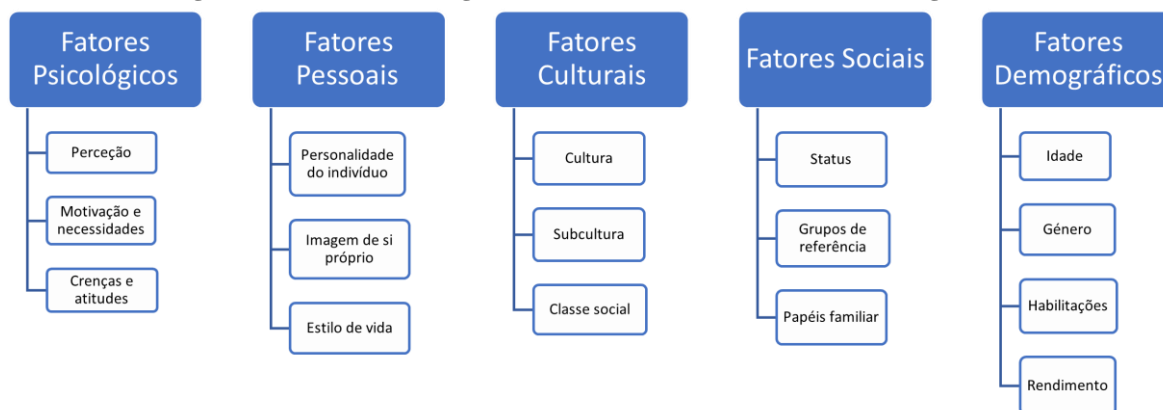 Fatores
Psicológicos
Perceção
Motivação e
necessidades
Crenças e
atitudes
Fatores
Pessoais
Personalidade
do indivíduo
Imagem de si
próprio
Estilo de vida
Fatores
Culturais
Cultura
Subcultura
Classe social
Fatores Sociais
Status
Grupos de
referência
Papéis familiar
Fatores
Demográficos
Idade
Género
Habilitações
Rendimento